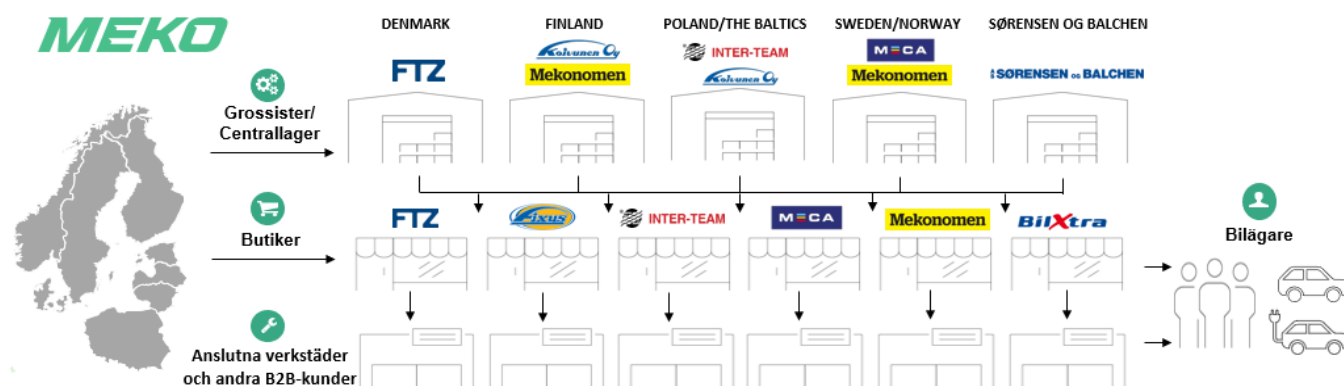 MEKO
DENMARK
FINLAND
POLAND/THE BALTICS
SWEDEN/NORWAY
SØRENSEN OG BALCHEN
FTZ
Koivunen Oy
Mekonomen
INTER-TEAM
Koivunen Oy
MECA
Mekonomen
SØRENSEN OG BALCHEN
Grossister/
Centrallager
FTZ
Fixus
INTER-TEAM
MECA
Mekonomen
BilXtra
Butiker
Bilägare
Anslutna verkstäder
och andra B2B-kunder